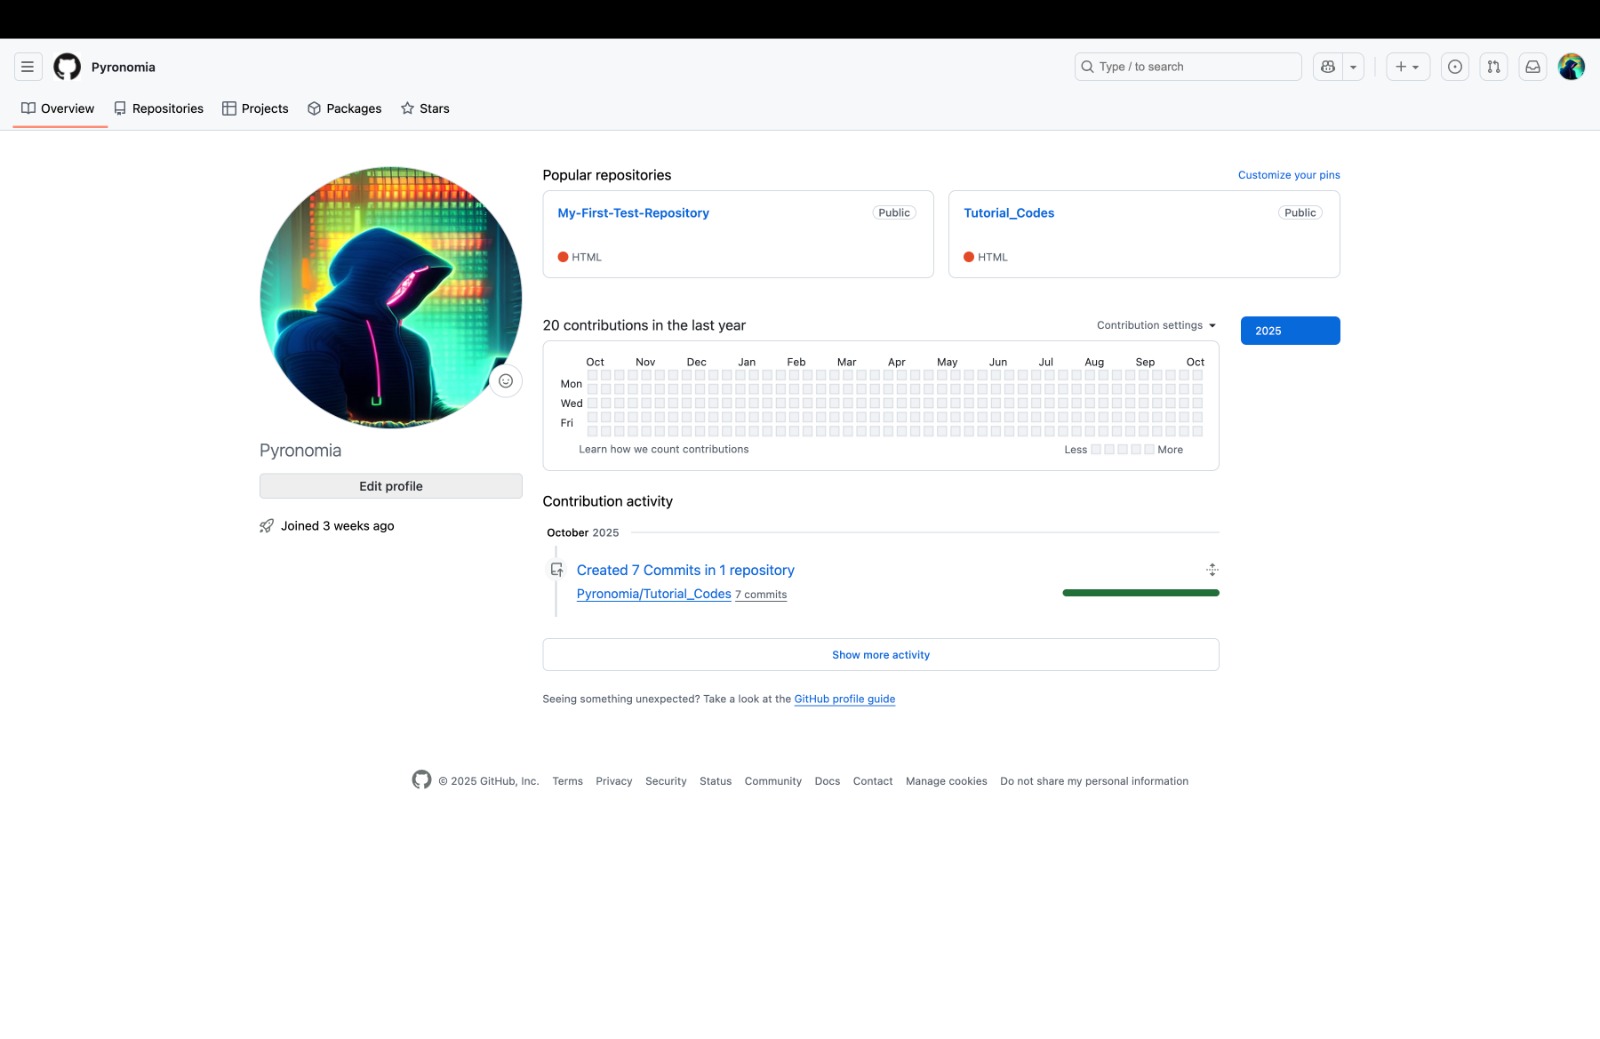 Pyronomia
Type / to search
Overview
Repositories
Projects
Packages
Stars
Pyronomia
Edit profile
Joined 3 weeks ago
Popular repositories
Customize your pins
My-First-Test-Repository
Public
HTML
Tutorial_Codes
Public
HTML
20 contributions in the last year
Contribution settings
2025
Oct Nov Dec Jan Feb Mar Apr May Jun Jul Aug Sep Oct
Mon
Wed
Fri
Learn how we count contributions
Less
More
Contribution activity
October 2025
Created 7 Commits in 1 repository
Pyronomia/Tutorial_Codes 7 commits
Show more activity
Seeing something unexpected? Take a look at the GitHub profile guide
© 2025 GitHub, Inc. Terms Privacy Security Status Community Docs Contact Manage cookies Do not share my personal information